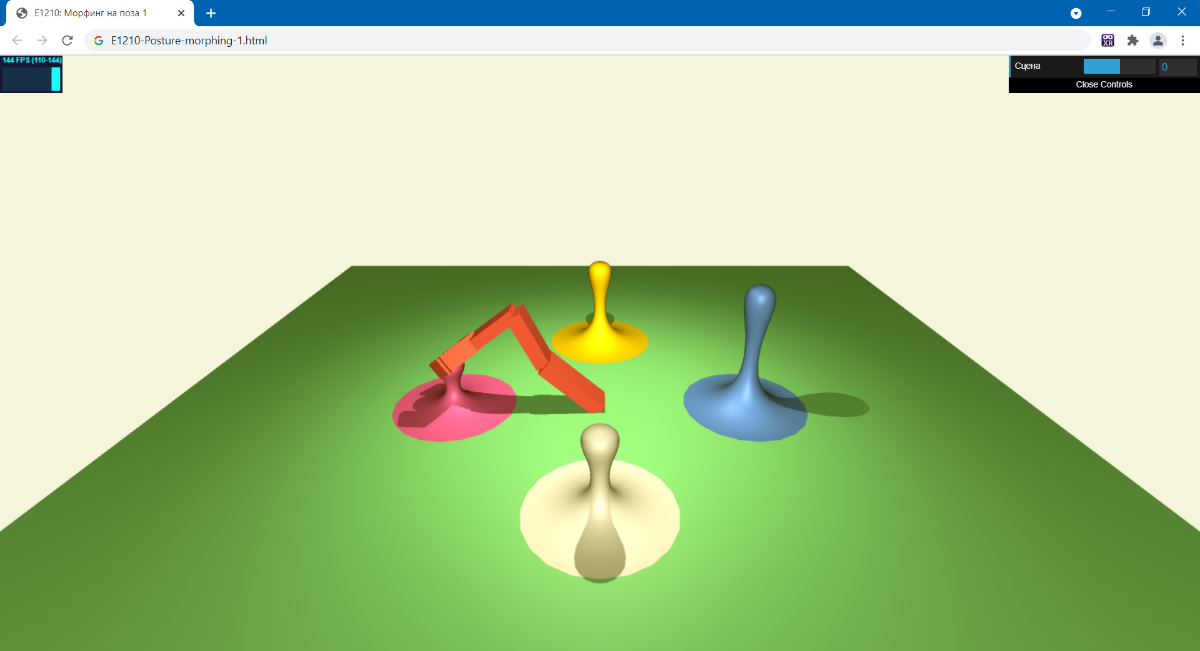 E1210: Морфинг на поза 1
E1210-Posture-morphing-1.html
144 FPS (110-144)
Сцена
0
Close Controls